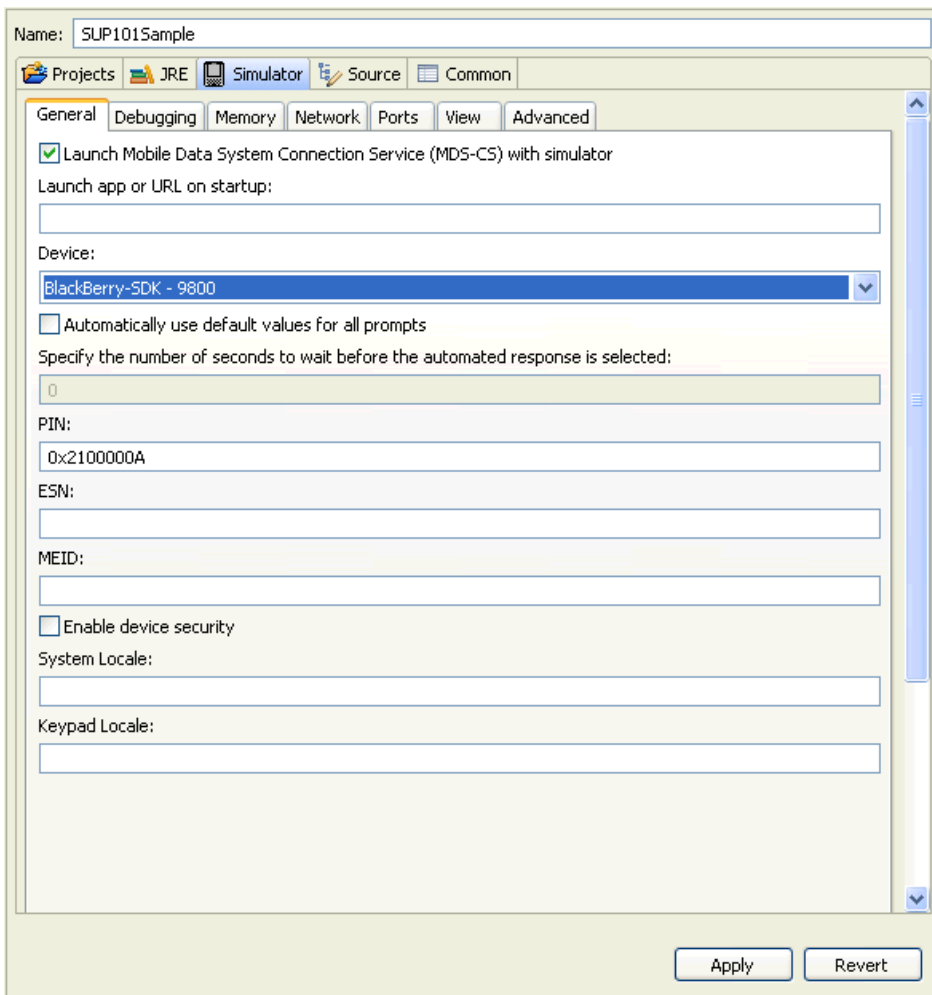 Name: SUP101Sample
Projects JRE Simulator Source Common
General Debugging Memory Network Ports View Advanced
Launch Mobile Data System Connection Service (MDS-CS) with simulator
Launch app or URL on startup:
Device:
BlackBerry-SDK - 9800
Automatically use default values for all prompts
Specify the number of seconds to wait before the automated response is selected:
0
PIN:
0x2100000A
ESN:
MEID:
Enable device security
System Locale:
Keypad Locale:
Apply Revert